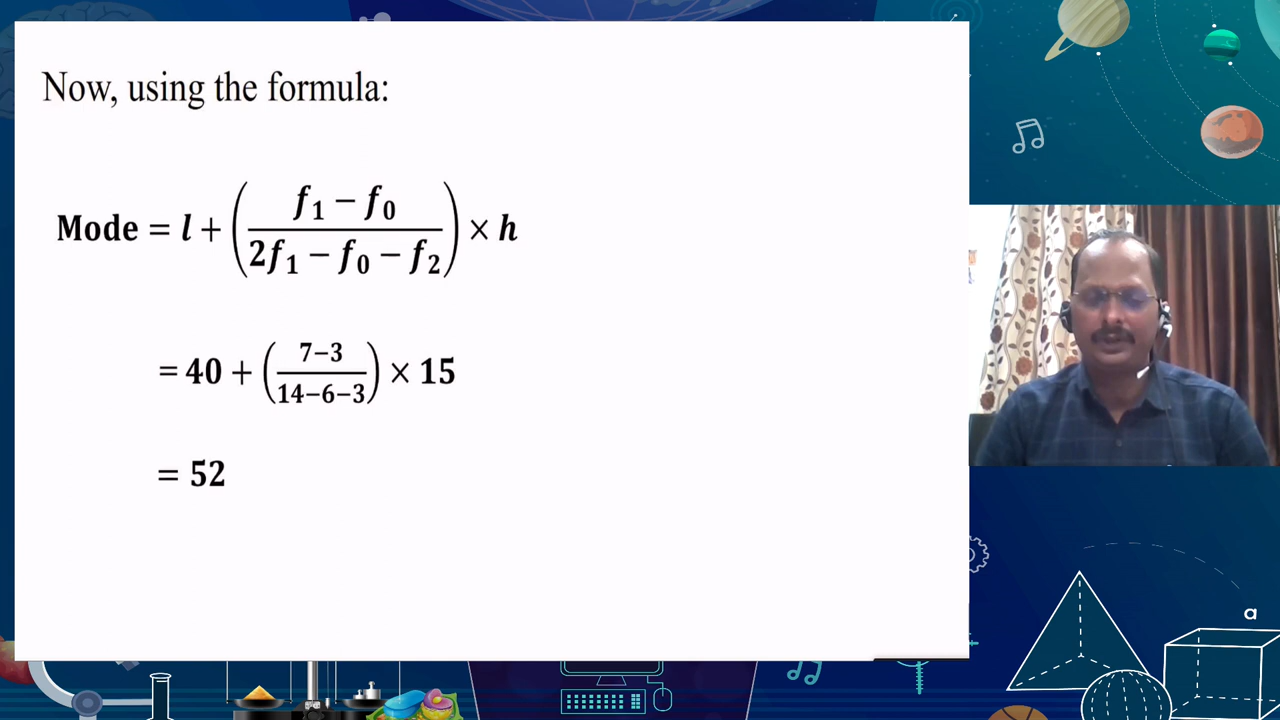 Now, using the formula:
Mode = l + ( (f₁ − f₀) / (2f₁ − f₀ − f₂) ) × h
= 40 + ( (7−3) / (14−6−3) ) × 15
= 52
a